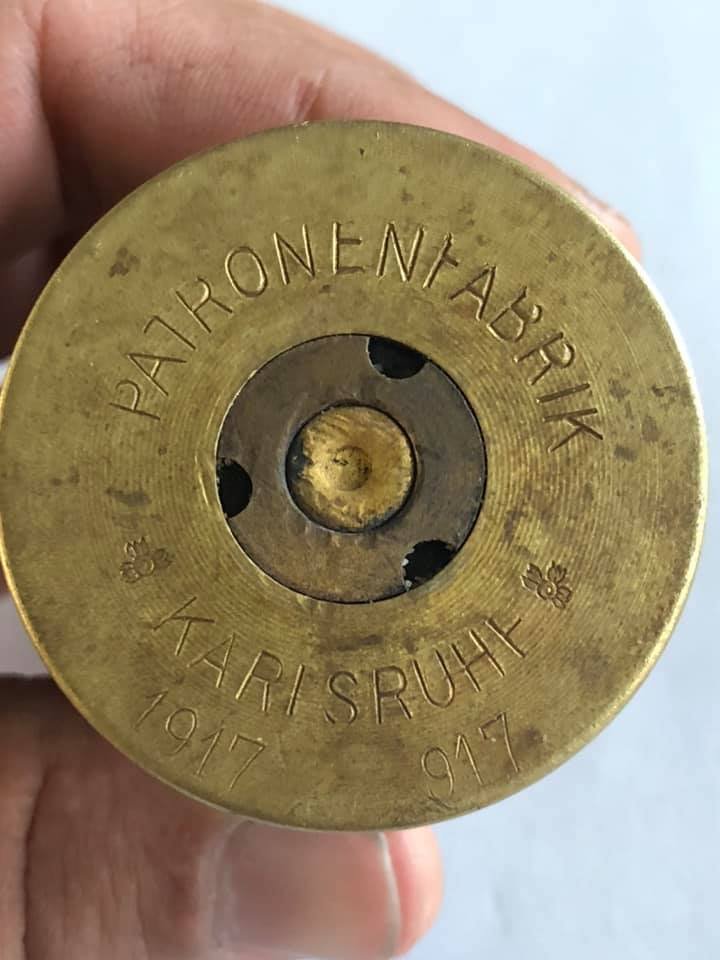 PATRONENFABRIK
KARLSRUHE
1917 917